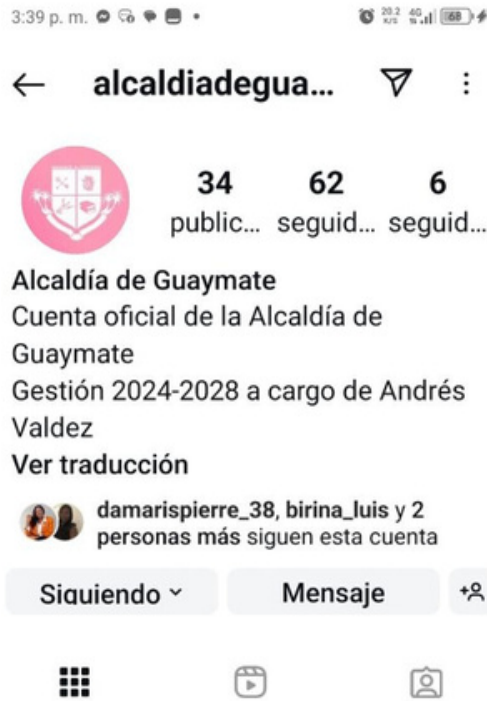 3:39 p. m.
20.2 K/s 4G 68
alcaldiadegua...
34 62 6
public... seguid... seguid...
Alcaldía de Guaymate
Cuenta oficial de la Alcaldía de
Guaymate
Gestión 2024-2028 a cargo de Andrés
Valdez
Ver traducción
damarispierre_38, birina_luis y 2
personas más siguen esta cuenta
Siguiendo Mensaje